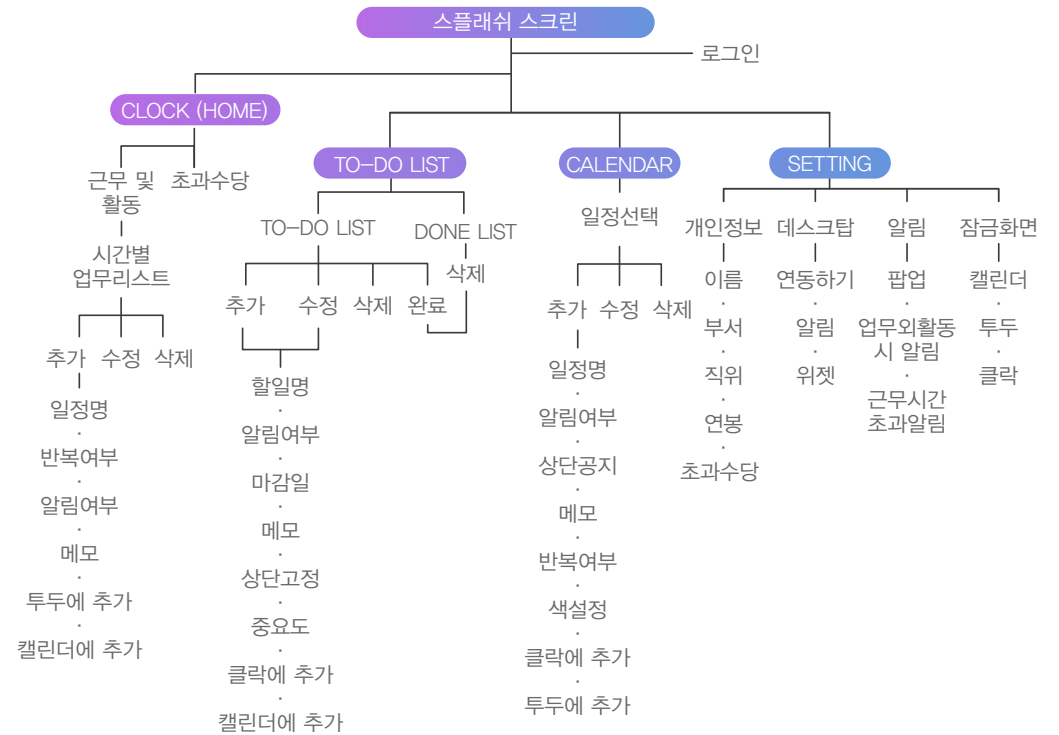 스플래쉬 스크린
로그인
CLOCK (HOME)
근무 및
활동
초과수당
시간별
업무리스트
추가
수정
삭제
일정명
·
반복여부
·
알림여부
·
메모
·
투두에 추가
·
캘린더에 추가
TO-DO LIST
TO-DO LIST
DONE LIST
삭제
추가
수정
삭제
완료
할일명
·
알림여부
·
마감일
·
메모
·
상단고정
·
중요도
·
클락에 추가
·
캘린더에 추가
CALENDAR
일정선택
추가
수정
삭제
일정명
·
알림여부
·
상단공지
·
메모
·
반복여부
·
색설정
·
클락에 추가
·
투두에 추가
SETTING
개인정보
이름
·
부서
·
직위
·
연봉
·
초과수당
데스크탑
연동하기
·
알림
·
위젯
알림
팝업
·
업무외활동
시 알림
·
근무시간
초과알림
잠금화면
캘린더
·
투두
·
클락